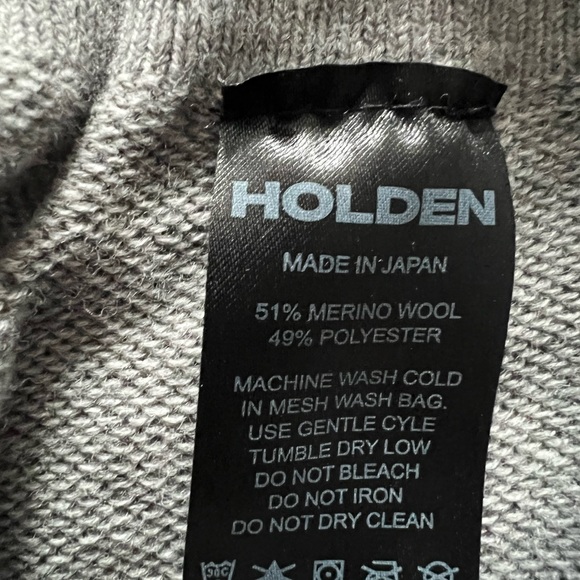 HOLDEN
MADE IN JAPAN
51% MERINO WOOL
49% POLYESTER
MACHINE WASH COLD
IN MESH WASH BAG.
USE GENTLE CYLE
TUMBLE DRY LOW
DO NOT BLEACH
DO NOT IRON
DO NOT DRY CLEAN
30C